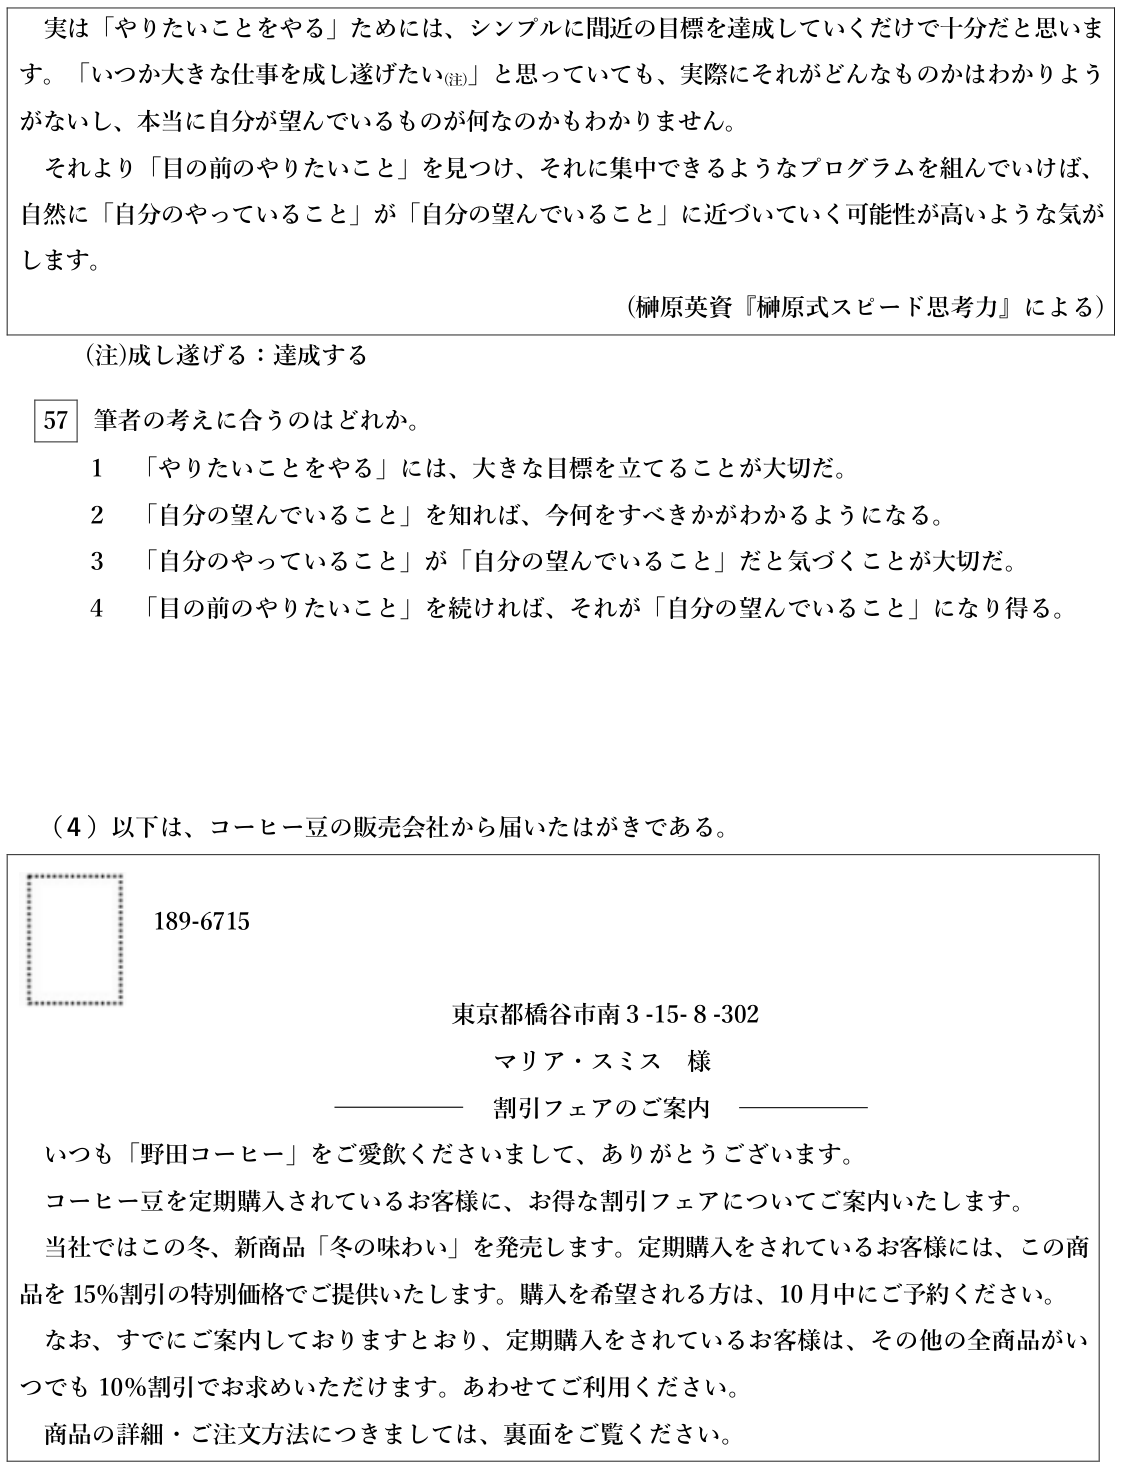 実は「やりたいことをやる」ためには、シンプルに間近の目標を達成していくだけで十分だと思いま
す。「いつか大きな仕事を成し遂げたい(注)」と思っていても、実際にそれがどんなものかはわかりよう
がないし、本当に自分が望んでいるものが何なのかもわかりません。
それより「目の前のやりたいこと」を見つけ、それに集中できるようなプログラムを組んでいけば、
自然に「自分のやっていること」が「自分の望んでいること」に近づいていく可能性が高いような気が
します。
(榊原英資『榊原式スピード思考力』による)
(注)成し遂げる：達成する
57 筆者の考えに合うのはどれか。
1 「やりたいことをやる」には、大きな目標を立てることが大切だ。
2 「自分の望んでいること」を知れば、今何をすべきかがわかるようになる。
3 「自分のやっていること」が「自分の望んでいること」だと気づくことが大切だ。
4 「目の前のやりたいこと」を続ければ、それが「自分の望んでいること」になり得る。
（4）以下は、コーヒー豆の販売会社から届いたはがきである。
189-6715
東京都橋谷市南３-15-８-302
マリア・スミス　様
割引フェアのご案内
いつも「野田コーヒー」をご愛飲くださいまして、ありがとうございます。
コーヒー豆を定期購入されているお客様に、お得な割引フェアについてご案内いたします。
当社ではこの冬、新商品「冬の味わい」を発売します。定期購入をされているお客様には、この商
品を 15%割引の特別価格でご提供いたします。購入を希望される方は、10 月中にご予約ください。
なお、すでにご案内しておりますとおり、定期購入をされているお客様は、その他の全商品がい
つでも 10%割引でお求めいただけます。あわせてご利用ください。
商品の詳細・ご注文方法につきましては、裏面をご覧ください。